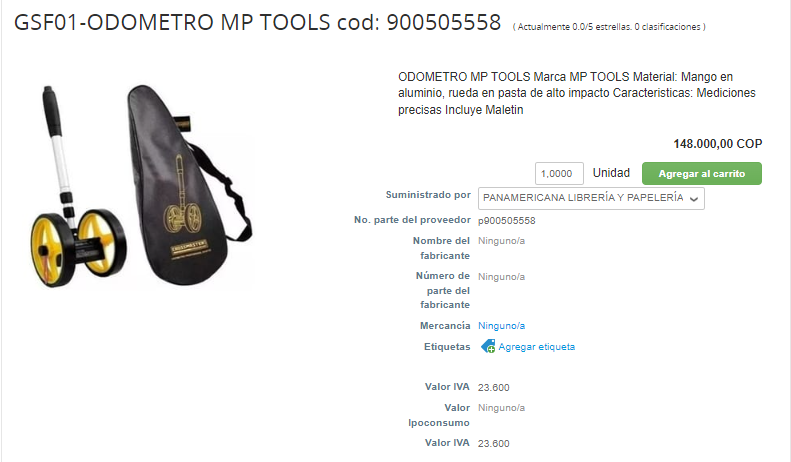 GSF01-ODOMETRO MP TOOLS cod: 900505558 ( Actualmente 0.0/5 estrellas. 0 clasificaciones )
ODOMETRO MP TOOLS Marca MP TOOLS Material: Mango en
aluminio, rueda en pasta de alto impacto Caracteristicas: Mediciones
precisas Incluye Maletin
148.000,00 COP
1,0000 Unidad Agregar al carrito
Suministrado por PANAMERICANA LIBRERÍA Y PAPELERÍA
No. parte del proveedor p900505558
Nombre del Ninguno/a
fabricante
Número de Ninguno/a
parte del
fabricante
Mercancía Ninguno/a
Etiquetas Agregar etiqueta
Valor IVA 23.600
Valor Ninguno/a
Ipoconsumo
Valor IVA 23.600